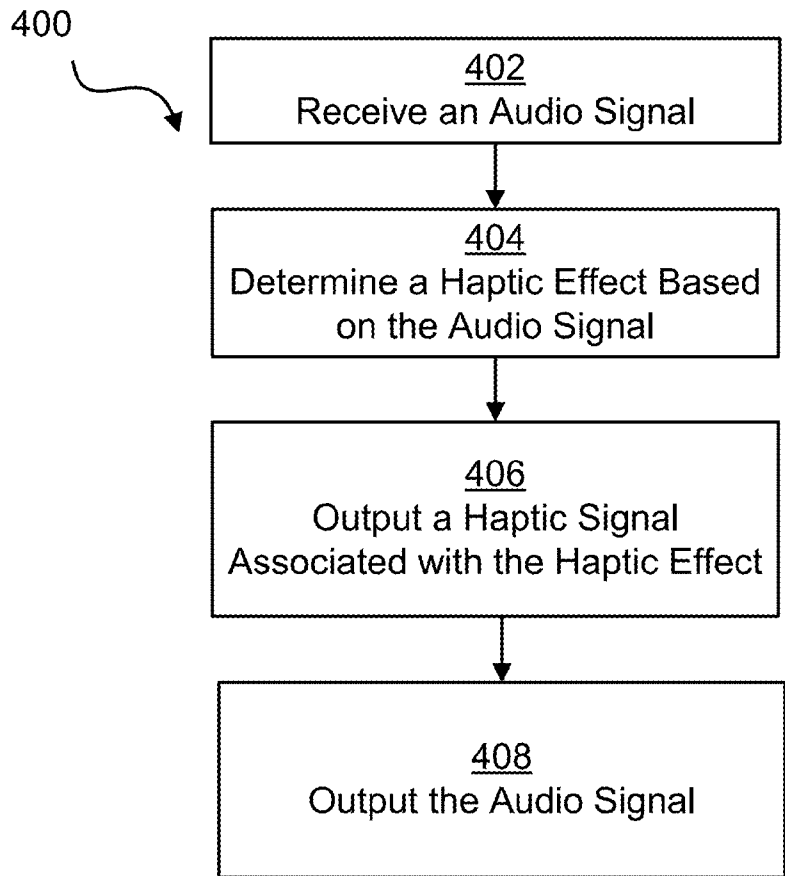 400
402
Receive an Audio Signal
404
Determine a Haptic Effect Based
on the Audio Signal
406
Output a Haptic Signal
Associated with the Haptic Effect
408
Output the Audio Signal